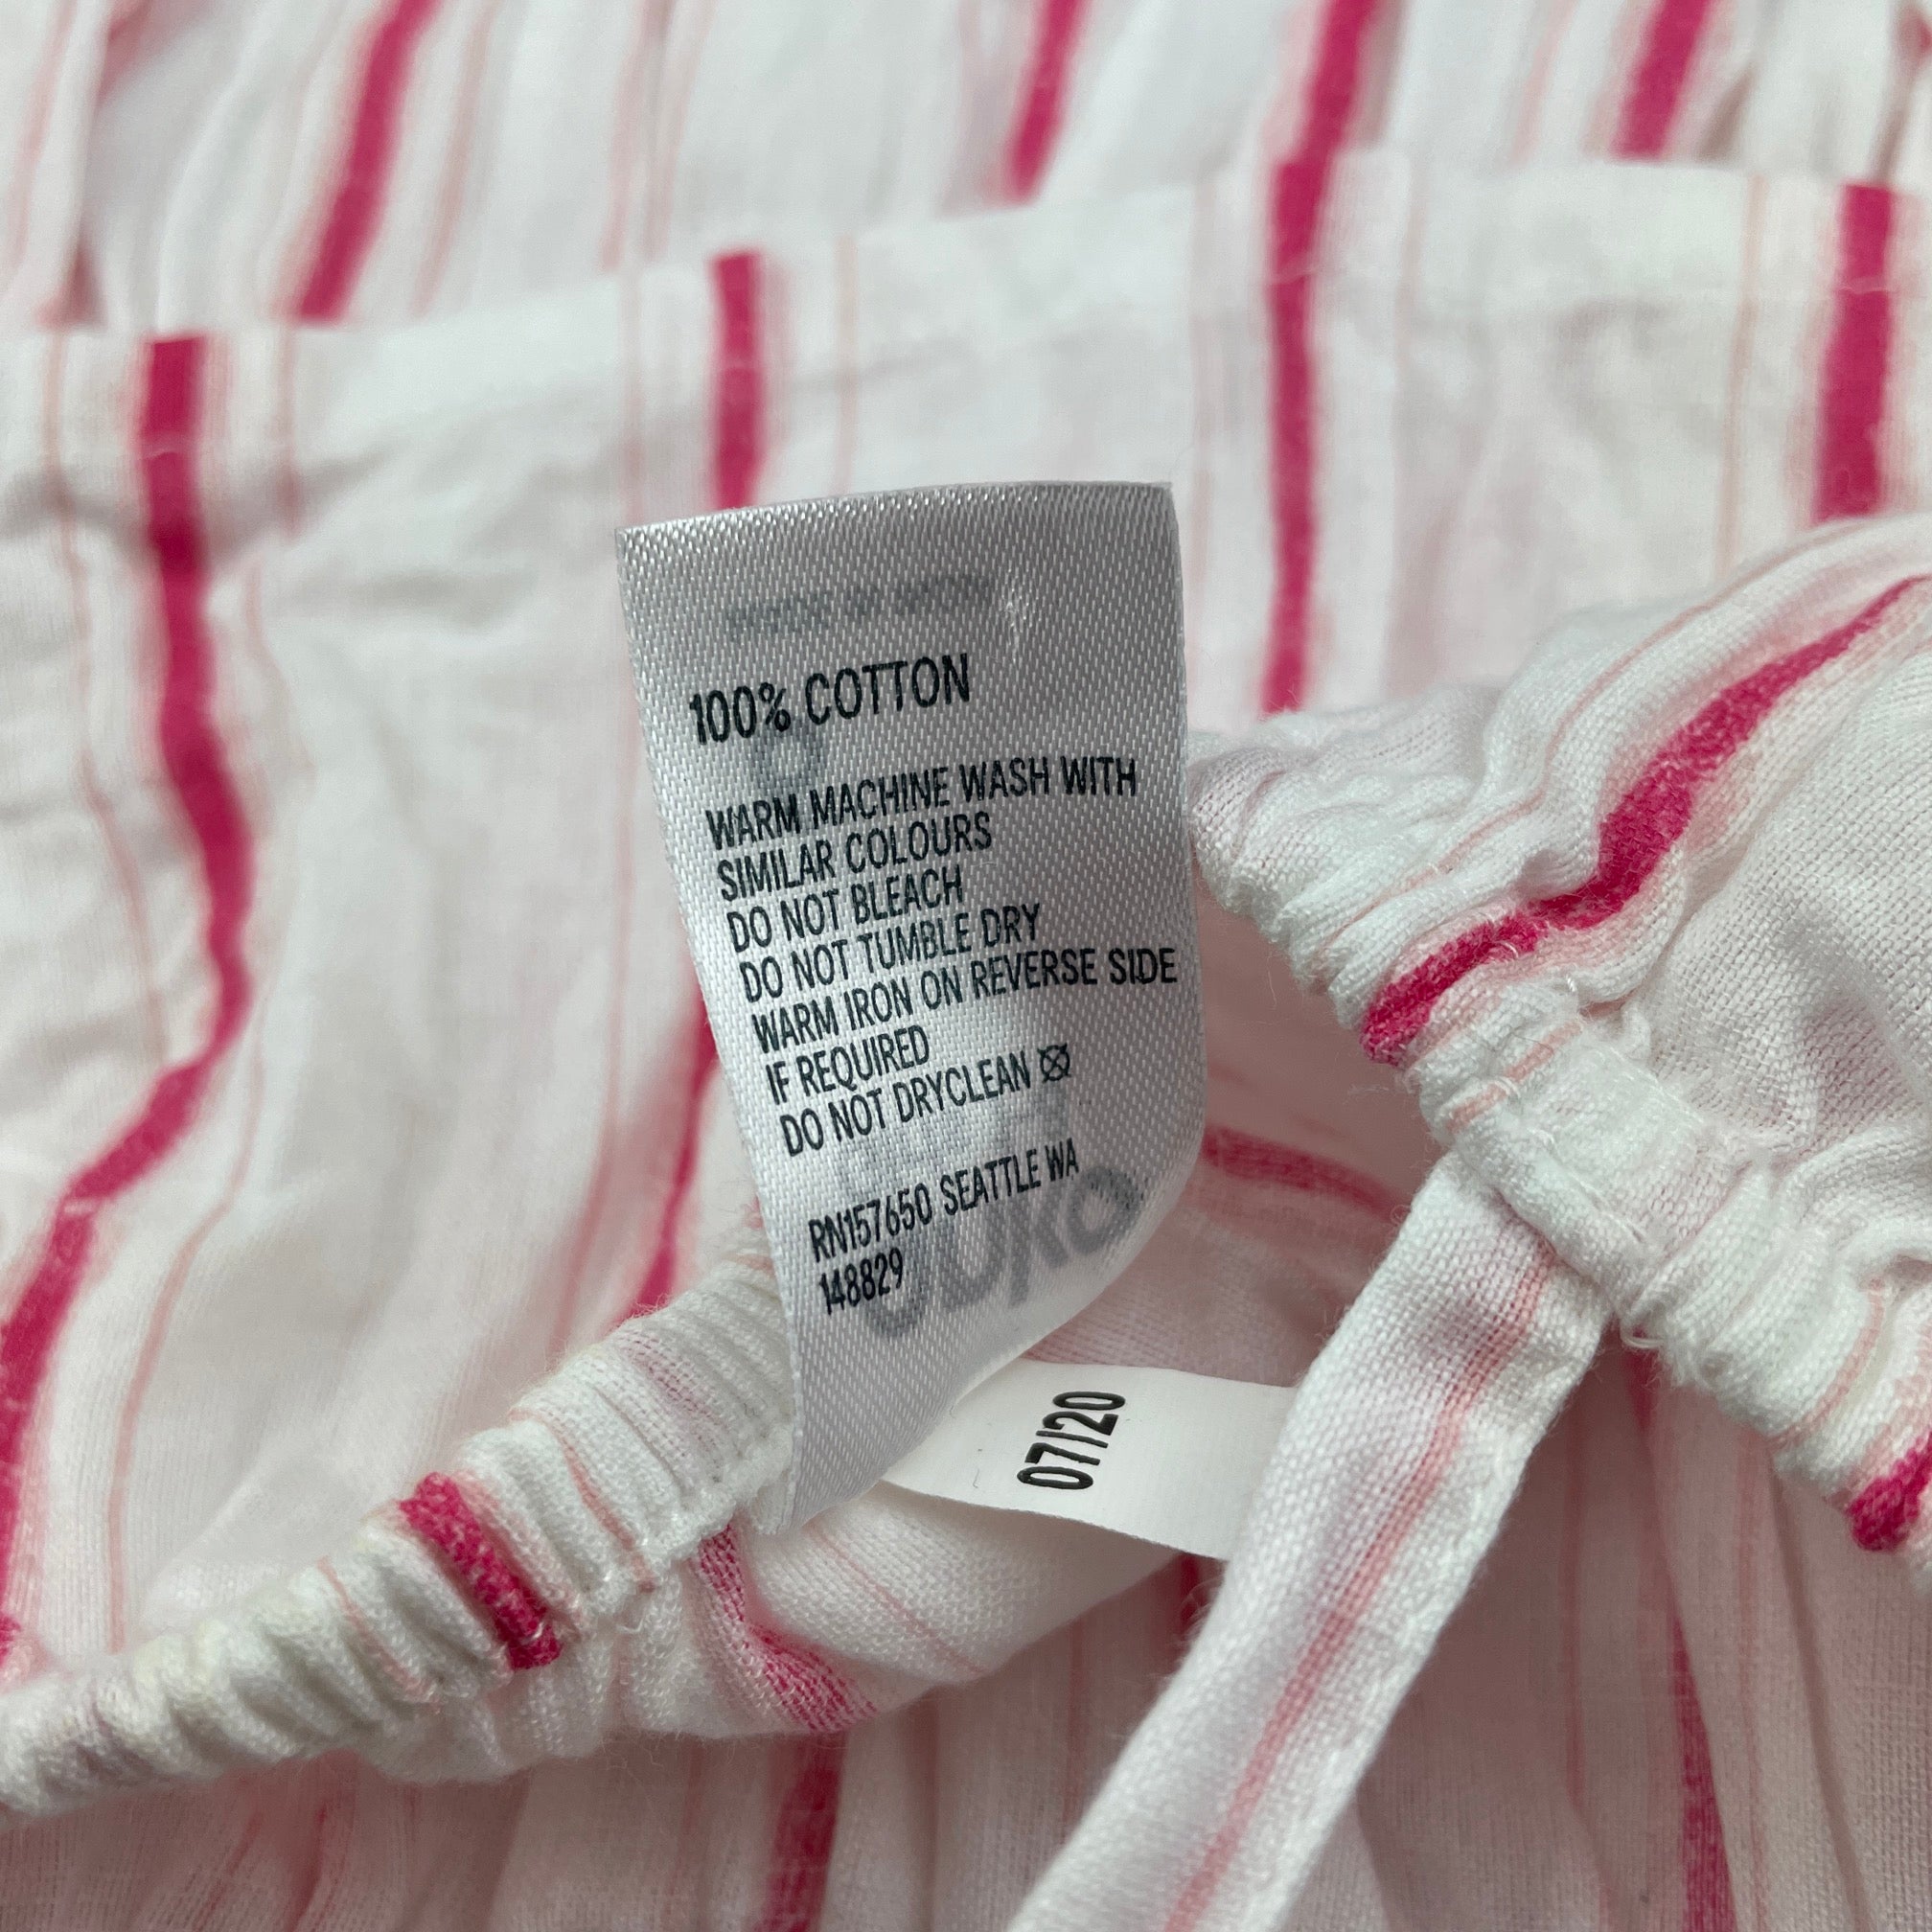 100% COTTON
WARM MACHINE WASH WITH
SIMILAR COLOURS
DO NOT BLEACH
DO NOT TUMBLE DRY
WARM IRON ON REVERSE SIDE
IF REQUIRED
DO NOT DRYCLEAN
RN157650 SEATTLE WA
148829
07/20